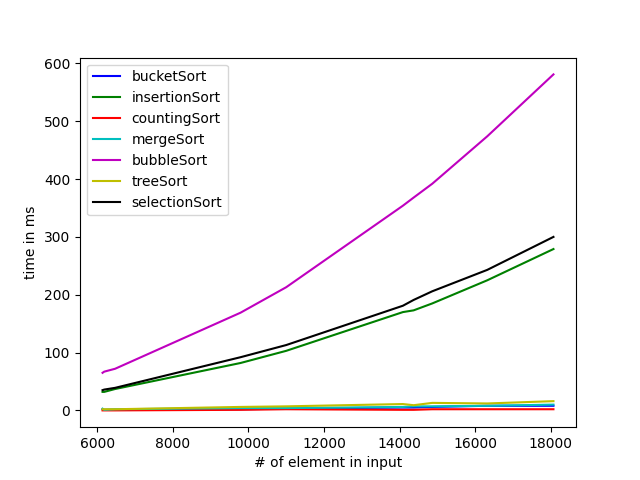 600
500
400
300
200
100
0
time in ms
bucketSort
insertionSort
countingSort
mergeSort
bubbleSort
treeSort
selectionSort
6000 8000 10000 12000 14000 16000 18000
# of element in input